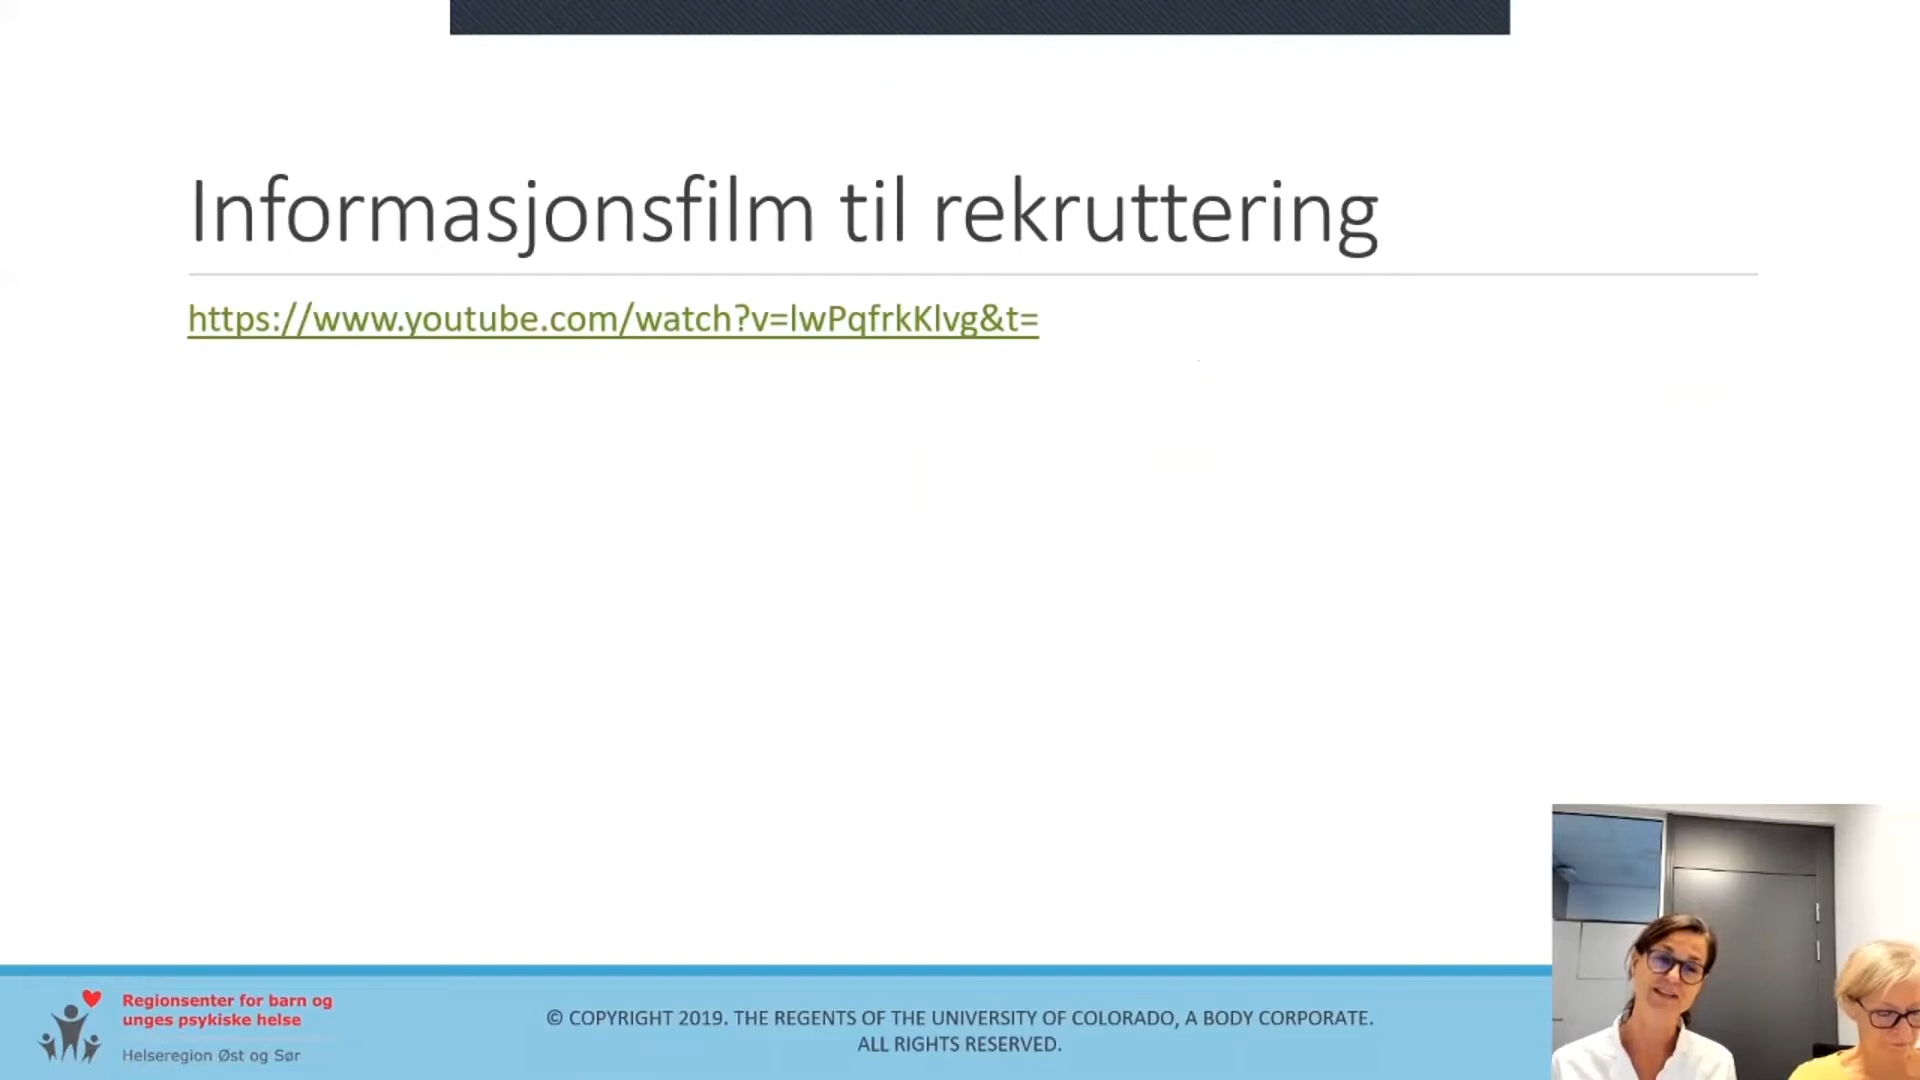 Informasjonsfilm til rekruttering
https://www.youtube.com/watch?v=lwPqfrkKlvg&t=
Regionsenter for barn og
unges psykiske helse
Helseregion Øst og Sør
© COPYRIGHT 2019. THE REGENTS OF THE UNIVERSITY OF COLORADO, A BODY CORPORATE.
ALL RIGHTS RESERVED.